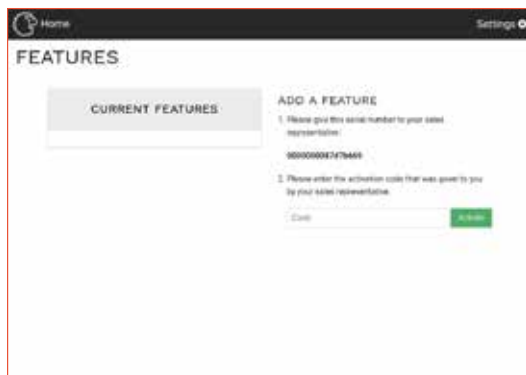 Home
Settings
FEATURES
CURRENT FEATURES
ADD A FEATURE
1. Please give this serial number to your sales
representative:
2. Please enter the activation code that was given to you
by your sales representative.
Code
Activate